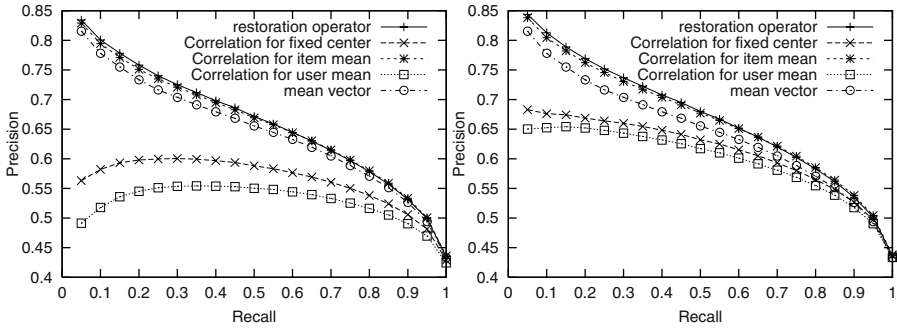 0.85
0.8
0.75
0.7
0.65
0.6
0.55
0.5
0.45
0.4
Precision
0 0.1 0.2 0.3 0.4 0.5 0.6 0.7 0.8 0.9 1
Recall
restoration operator
Correlation for fixed center
Correlation for item mean
Correlation for user mean
mean vector
0.85
0.8
0.75
0.7
0.65
0.6
0.55
0.5
0.45
0.4
Precision
0 0.1 0.2 0.3 0.4 0.5 0.6 0.7 0.8 0.9 1
Recall
restoration operator
Correlation for fixed center
Correlation for item mean
Correlation for user mean
mean vector